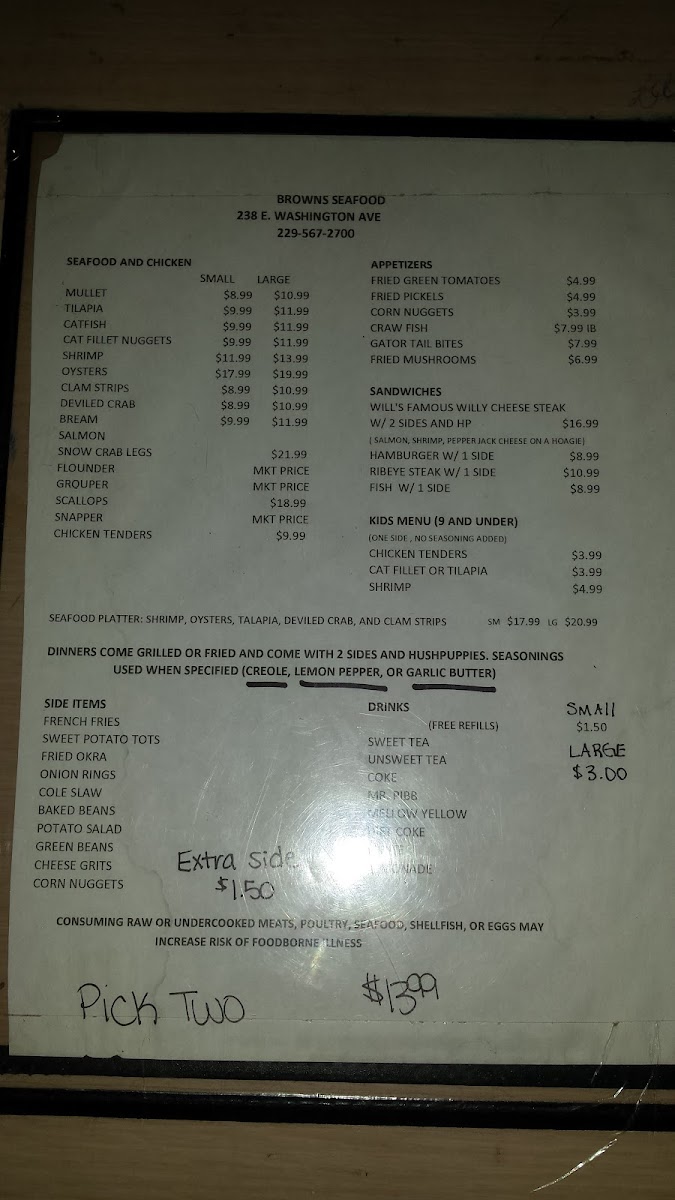 BROWNS SEAFOOD
238 E. WASHINGTON AVE
229-567-2700
SEAFOOD AND CHICKEN
SMALL LARGE
MULLET $8.99 $10.99
TILAPIA $9.99 $11.99
CATFISH $9.99 $11.99
CAT FILLET NUGGETS $9.99 $11.99
SHRIMP $11.99 $13.99
OYSTERS $17.99 $19.99
CLAM STRIPS $8.99 $10.99
DEVILED CRAB $8.99 $10.99
BREAM $9.99 $11.99
SALMON
SNOW CRAB LEGS $21.99
FLOUNDER MKT PRICE
GROUPER MKT PRICE
SCALLOPS $18.99
SNAPPER MKT PRICE
CHICKEN TENDERS $9.99
APPETIZERS
FRIED GREEN TOMATOES $4.99
FRIED PICKELS $4.99
CORN NUGGETS $3.99
CRAW FISH $7.99 lB
GATOR TAIL BITES $7.99
FRIED MUSHROOMS $6.99
SANDWICHES
WILL'S FAMOUS WILLY CHEESE STEAK
W/ 2 SIDES AND HP $16.99
( SALMON, SHRIMP, PEPPER JACK CHEESE ON A HOAGIE)
HAMBURGER W/ 1 SIDE $8.99
RIBEYE STEAK W/ 1 SIDE $10.99
FISH W/ 1 SIDE $8.99
KIDS MENU (9 AND UNDER)
(ONE SIDE , NO SEASONING ADDED)
CHICKEN TENDERS $3.99
CAT FILLET OR TILAPIA $3.99
SHRIMP $4.99
SEAFOOD PLATTER: SHRIMP, OYSTERS, TALAPIA, DEVILED CRAB, AND CLAM STRIPS SM $17.99 LG $20.99
DINNERS COME GRILLED OR FRIED AND COME WITH 2 SIDES AND HUSHPUPPIES. SEASONINGS
USED WHEN SPECIFIED (CREOLE, LEMON PEPPER, OR GARLIC BUTTER)
SIDE ITEMS
FRENCH FRIES
SWEET POTATO TOTS
FRIED OKRA
ONION RINGS
COLE SLAW
BAKED BEANS
POTATO SALAD
GREEN BEANS
CHEESE GRITS
CORN NUGGETS
Extra side
$1.50
DRINKS SMAll
(FREE REFILLS) $1.50
SWEET TEA LARGE
UNSWEET TEA $3.00
COKE
MR. PIBB
MELLOW YELLOW
COKE
CONSUMING RAW OR UNDERCOOKED MEATS, POULTRY, SEAFOOD, SHELLFISH, OR EGGS MAY
INCREASE RISK OF FOODBORNE ILLNESS
Pick Two $13.99